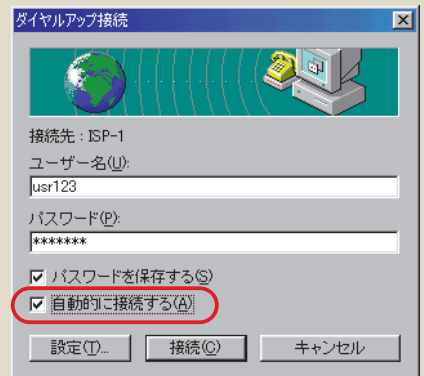 ダイヤルアップ接続
接続先 : ISP-1
ユーザー名(U):
usr123
パスワード(P):
*******
パスワードを保存する(S)
自動的に接続する(A)
設定(T)... 接続(C) キャンセル